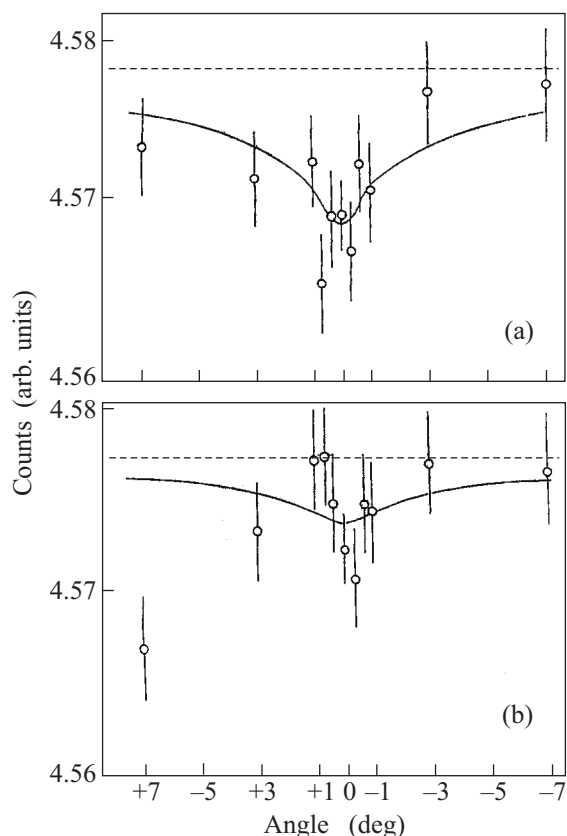 4.58
4.57
(a)
4.56
Counts (arb. units)
4.58
4.57
(b)
4.56
+7 –5 +3 +1 0 –1 –3 –5 –7
Angle (deg)